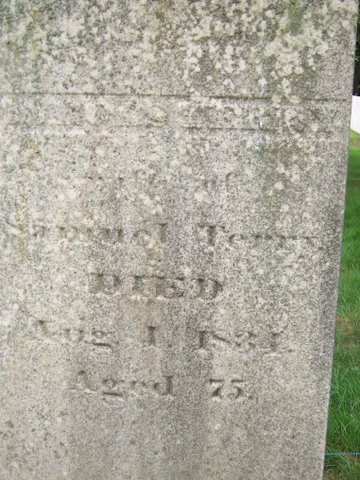 wife of
Samuel Terry
DIED
Aug. 1. 1831.
Aged 75.